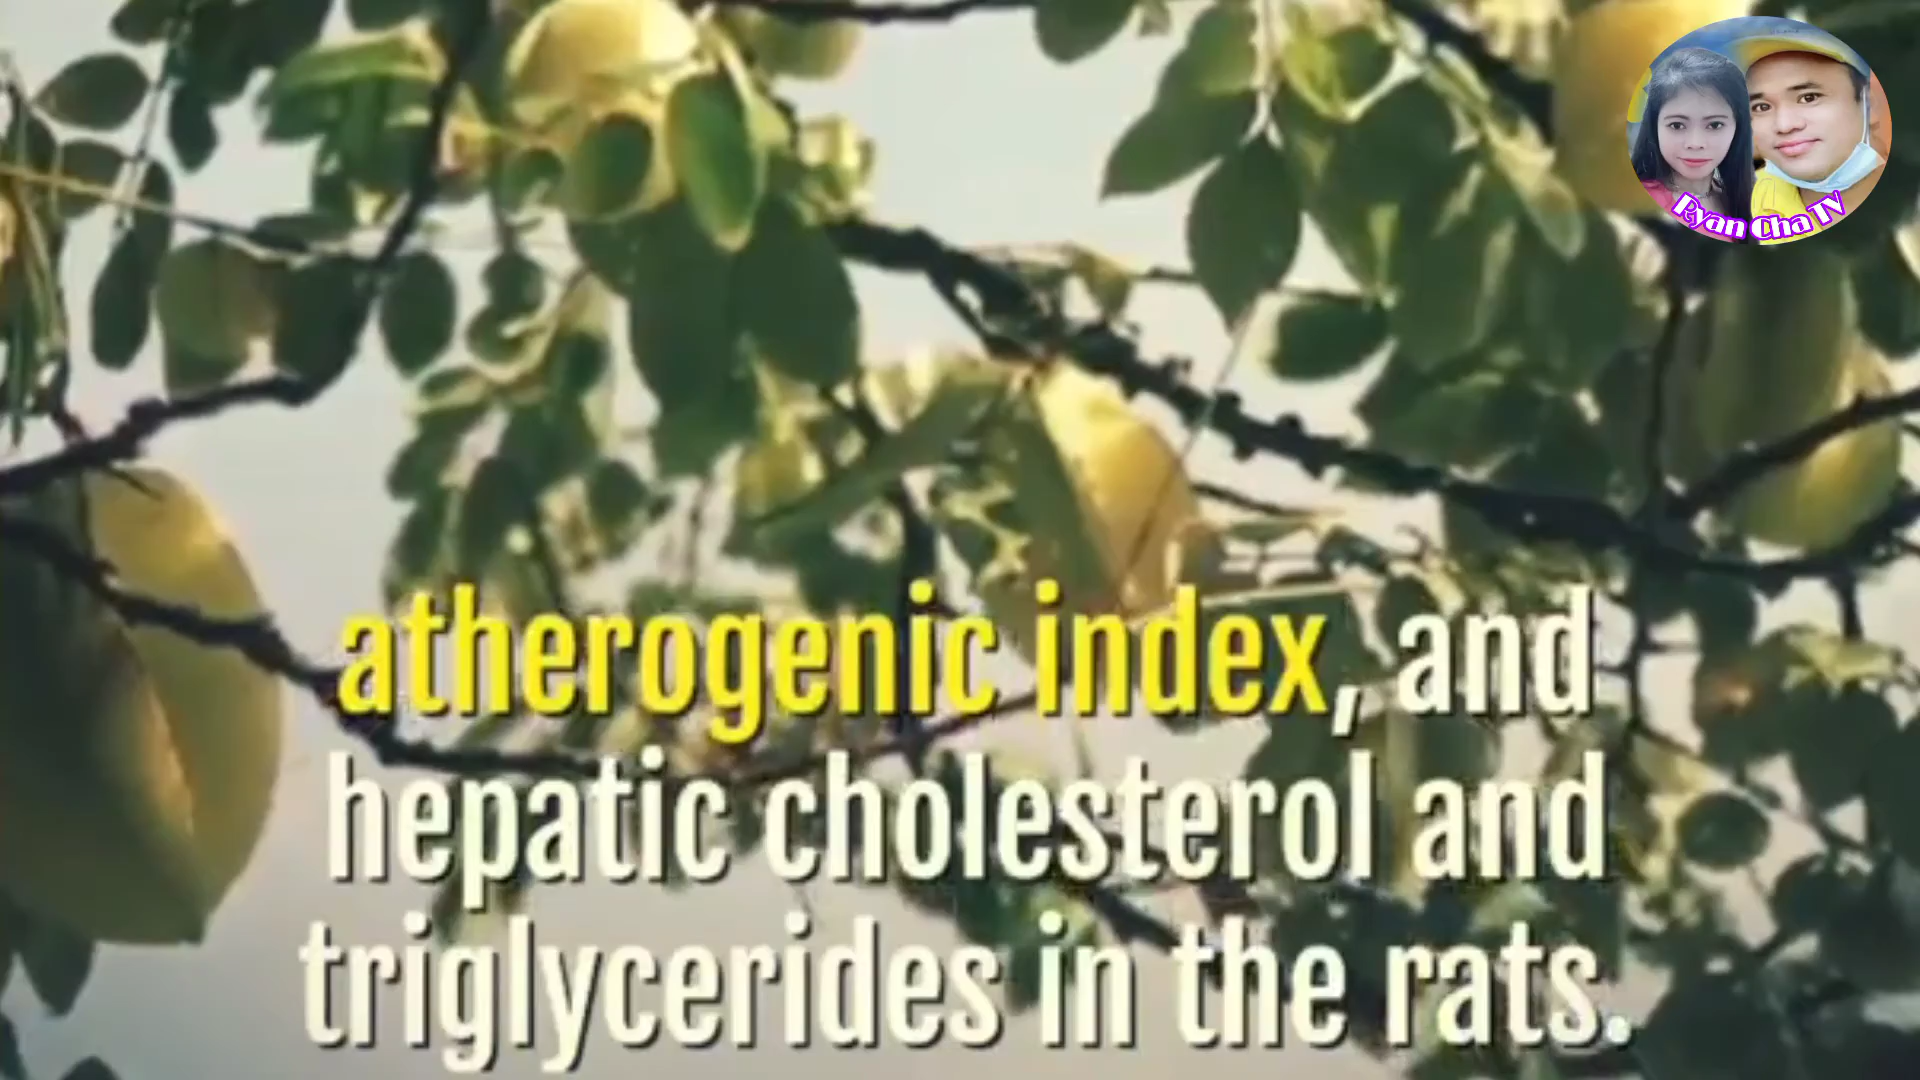 Ryan Cha TV
atherogenic index, and
hepatic cholesterol and
triglycerides in the rats.